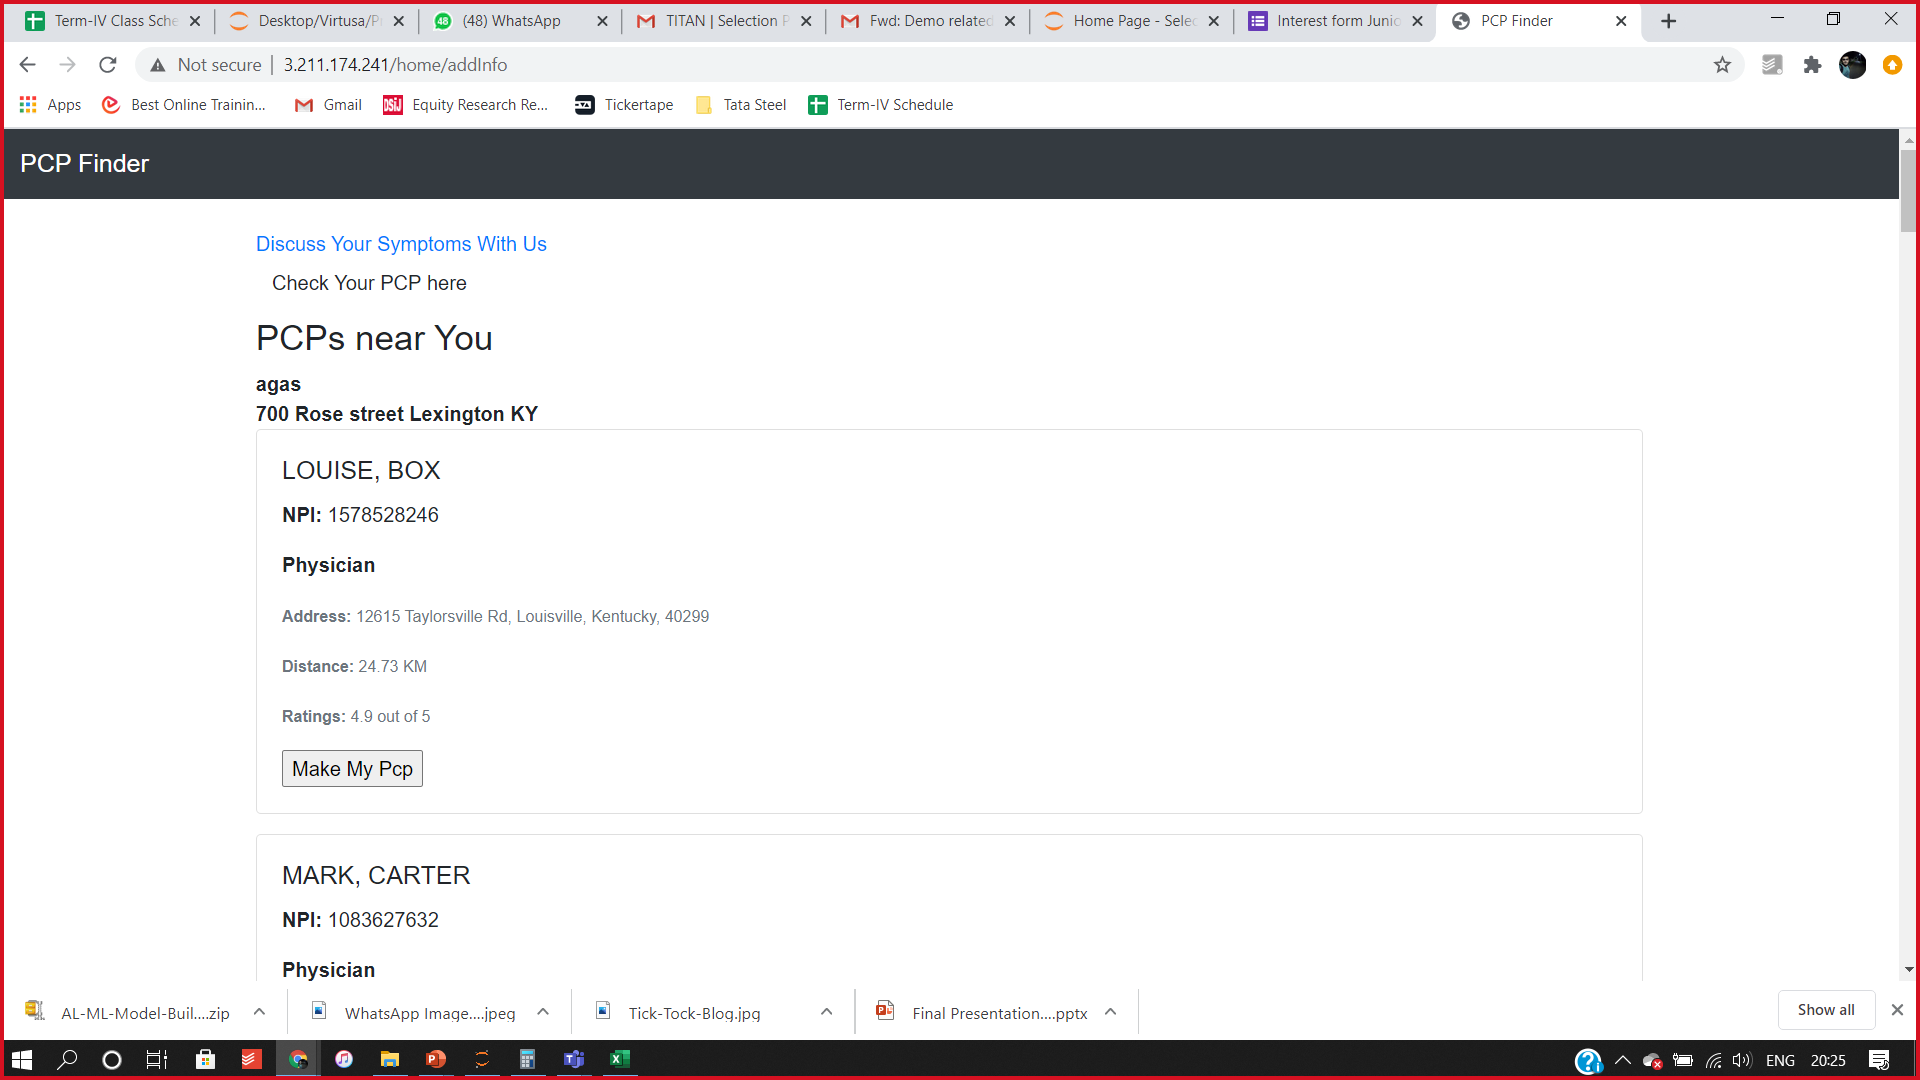 Term-IV Class Sche
Desktop/Virtusa/P
(48) WhatsApp
TITAN | Selection P
Fwd: Demo related
Home Page - Selec
Interest form Junio
PCP Finder
Not secure | 3.211.174.241/home/addInfo
Apps
Best Online Trainin...
Gmail
Equity Research Re...
Tickertape
Tata Steel
Term-IV Schedule
PCP Finder
Discuss Your Symptoms With Us
Check Your PCP here
PCPs near You
agas
700 Rose street Lexington KY
LOUISE, BOX
NPI: 1578528246
Physician
Address: 12615 Taylorsville Rd, Louisville, Kentucky, 40299
Distance: 24.73 KM
Ratings: 4.9 out of 5
Make My Pcp
MARK, CARTER
NPI: 1083627632
Physician
AL-ML-Model-Buil....zip
WhatsApp Image....jpeg
Tick-Tock-Blog.jpg
Final Presentation....pptx
Show all
ENG
20:25